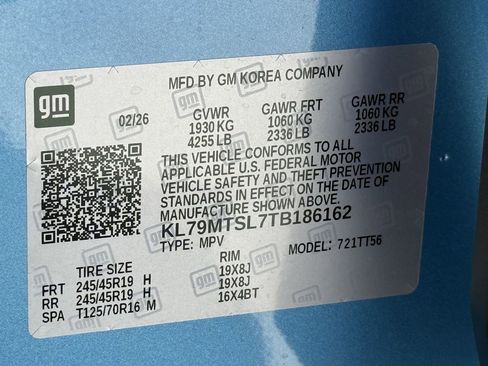 gm
MFD BY GM KOREA COMPANY
02/26 GVWR GAWR FRT GAWR RR
1930 KG 1060 KG 1060 KG
4255 LB 2336 LB 2336 LB
THIS VEHICLE CONFORMS TO ALL
APPLICABLE U.S. FEDERAL MOTOR
VEHICLE SAFETY AND THEFT PREVENTION
STANDARDS IN EFFECT ON THE DATE OF
MANUFACTURE SHOWN ABOVE.
KL79MTSL7TB186162
TYPE: MPV MODEL: 721TT56
TIRE SIZE RIM
FRT 245/45R19 H 19X8J
RR 245/45R19 H 19X8J
SPA T125/70R16 M 16X4BT